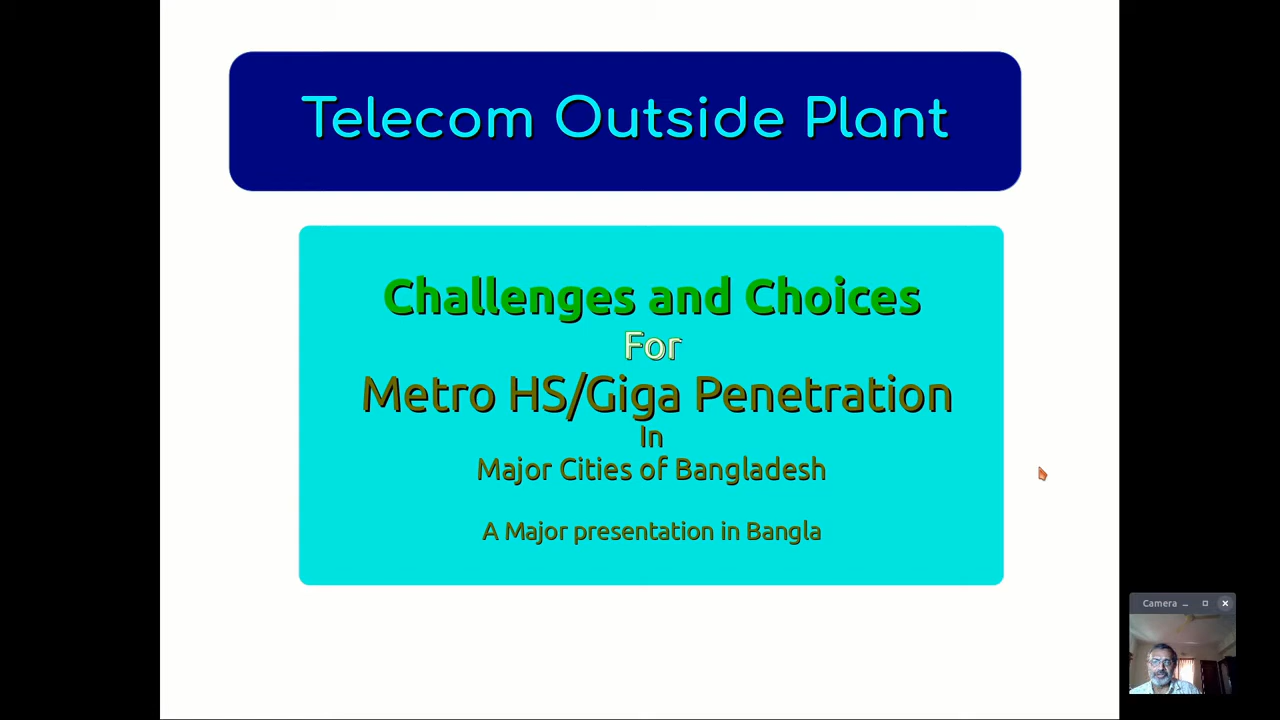 Telecom Outside Plant
Challenges and Choices
For
Metro HS/Giga Penetration
In
Major Cities of Bangladesh
A Major presentation in Bangla
Camera